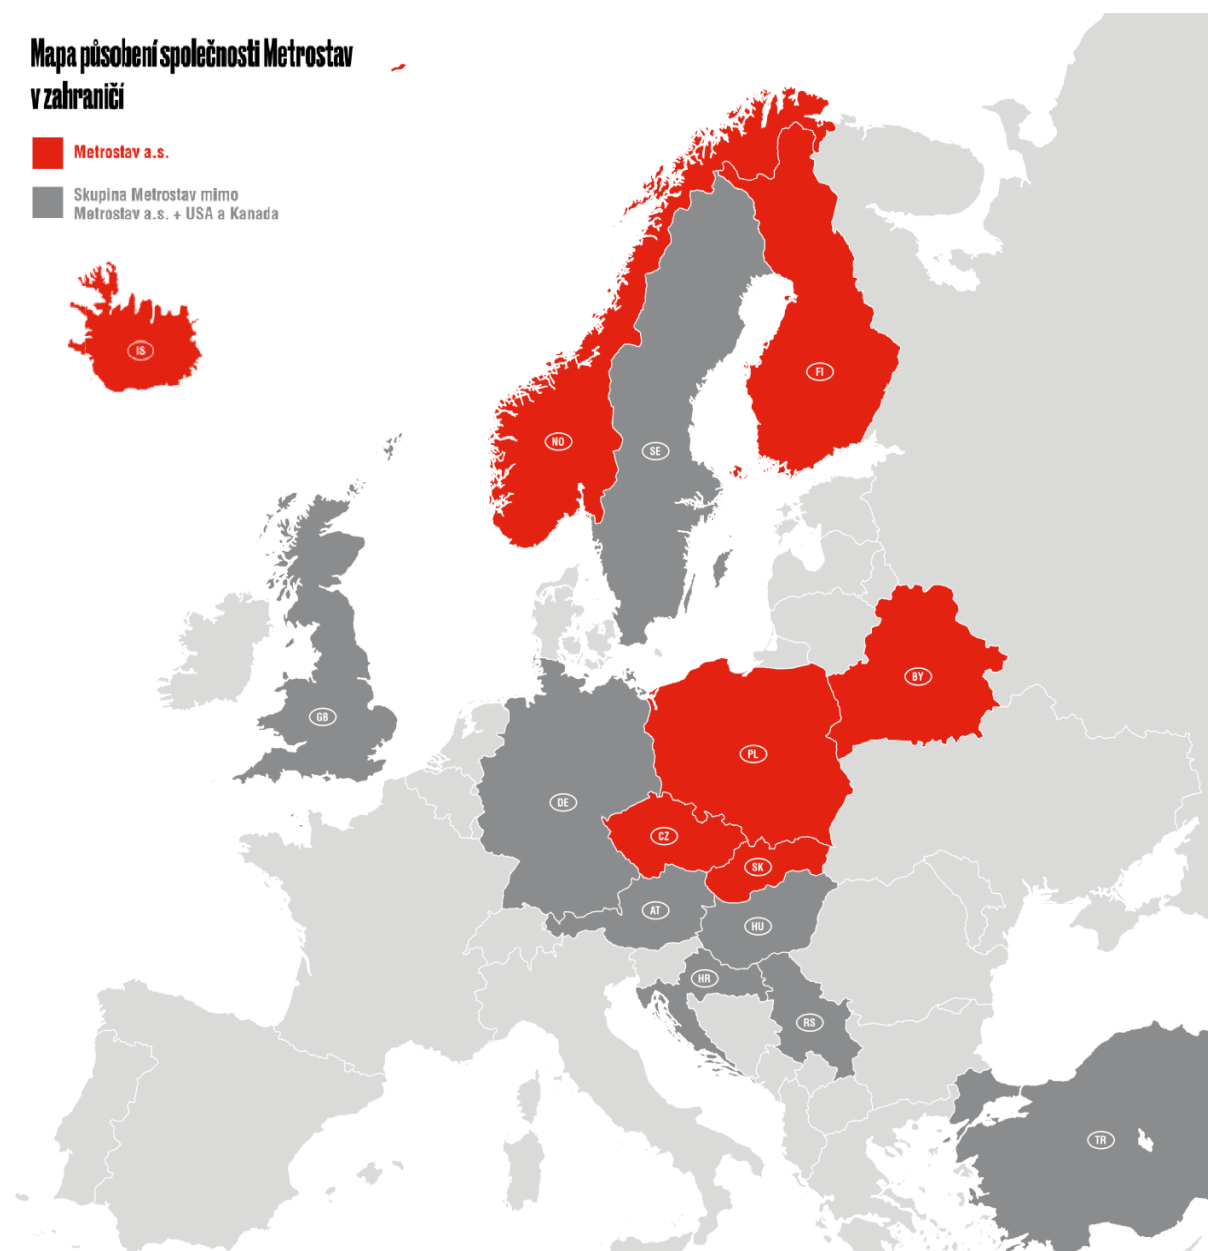 Mapa působení společnosti Metrostav
v zahraničí
Metrostav a.s.
Skupina Metrostav mimo
Metrostav a.s. + USA a Kanada
IS
FI
NO
SE
BY
GB
PL
DE
CZ
SK
AT
HU
HR
RS
TR